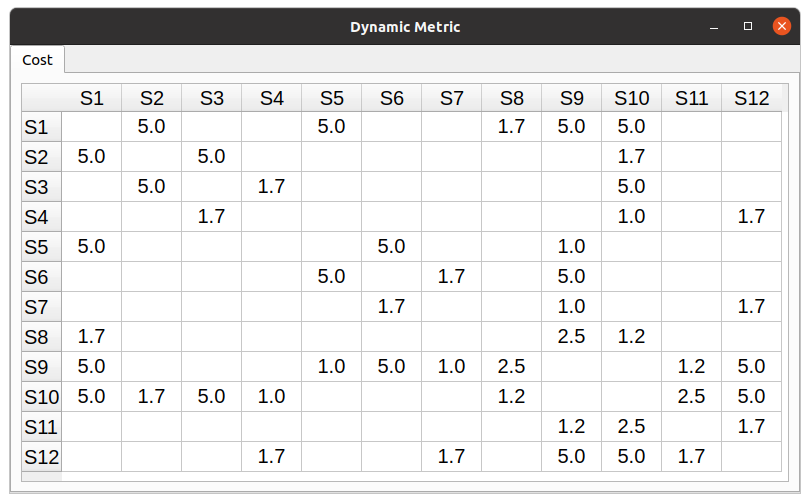 Dynamic Metric
Cost
S1 S2 S3 S4 S5 S6 S7 S8 S9 S10 S11 S12
S1 5.0 5.0 1.7 5.0 5.0
S2 5.0 5.0 1.7
S3 5.0 1.7 5.0
S4 1.7 1.0 1.7
S5 5.0 5.0 1.0
S6 5.0 1.7 5.0
S7 1.7 1.0 1.7
S8 1.7 2.5 1.2
S9 5.0 1.0 5.0 1.0 2.5 1.2 5.0
S10 5.0 1.7 5.0 1.0 1.2 2.5 5.0
S11 1.2 2.5 1.7
S12 1.7 1.7 5.0 5.0 1.7